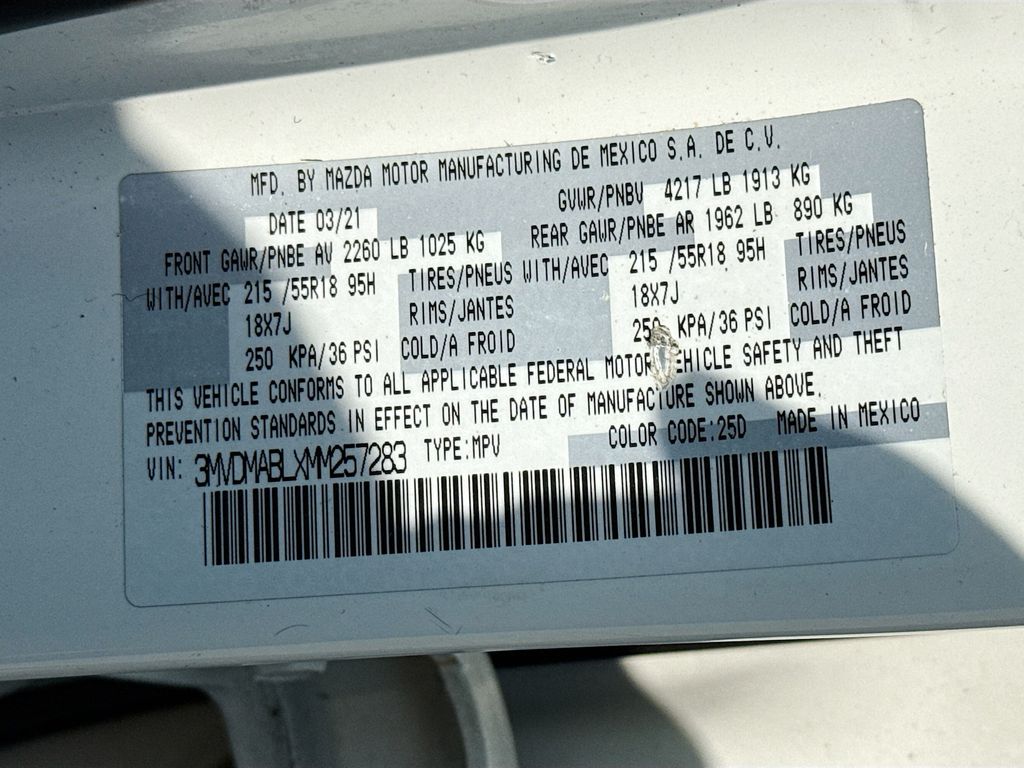 MFD. BY MAZDA MOTOR MANUFACTURING DE MEXICO S.A. DE C.V.
DATE 03/21 GVWR/PNBV 4217 LB 1913 KG
FRONT GAWR/PNBE AV 2260 LB 1025 KG REAR GAWR/PNBE AR 1962 LB 890 KG
WITH/AVEC 215 /55R18 95H TIRES/PNEUS WITH/AVEC 215 /55R18 95H TIRES/PNEUS
18X7J RIMS/JANTES 18X7J RIMS/JANTES
250 KPA/36 PSI COLD/A FROID 250 KPA/36 PSI COLD/A FROID
THIS VEHICLE CONFORMS TO ALL APPLICABLE FEDERAL MOTOR VEHICLE SAFETY AND THEFT
PREVENTION STANDARDS IN EFFECT ON THE DATE OF MANUFACTURE SHOWN ABOVE.
VIN: 3MVDMABLXMM257283 TYPE:MPV COLOR CODE:25D MADE IN MEXICO